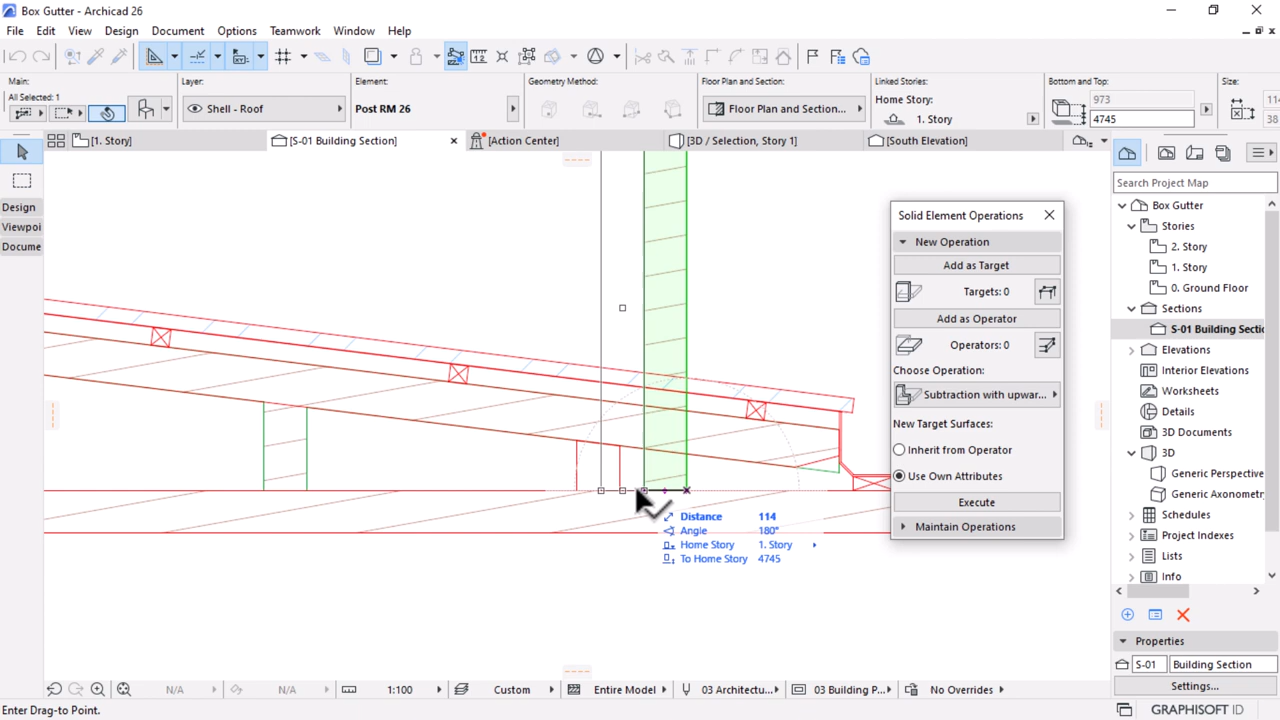 Box Gutter - Archicad 26
File Edit View Design Document Options Teamwork Window Help
Main:
All Selected: 1
Layer:
Shell - Roof
Element:
Post RM 26
Geometry Method:
Floor Plan and Section:
Floor Plan and Section...
Linked Stories:
Home Story:
1. Story
Bottom and Top:
973
4745
Size:
114
38
[1. Story]
[S-01 Building Section]
[Action Center]
[3D / Selection, Story 1]
[South Elevation]
Design
Viewpoi
Docume
Solid Element Operations
New Operation
Add as Target
Targets: 0
Add as Operator
Operators: 0
Choose Operation:
Subtraction with upwar...
New Target Surfaces:
Inherit from Operator
Use Own Attributes
Execute
Maintain Operations
Distance 114
Angle 180°
Home Story 1. Story
To Home Story 4745
Search Project Map
Box Gutter
Stories
2. Story
1. Story
0. Ground Floor
Sections
S-01 Building Sectio
Elevations
Interior Elevations
Worksheets
Details
3D Documents
3D
Generic Perspective
Generic Axonometr
Schedules
Project Indexes
Lists
Info
Properties
S-01 Building Section
Settings...
N/A
N/A
1:100
Custom
Entire Model
03 Architectu...
03 Building P...
No Overrides
Enter Drag-to Point.
GRAPHISOFT ID